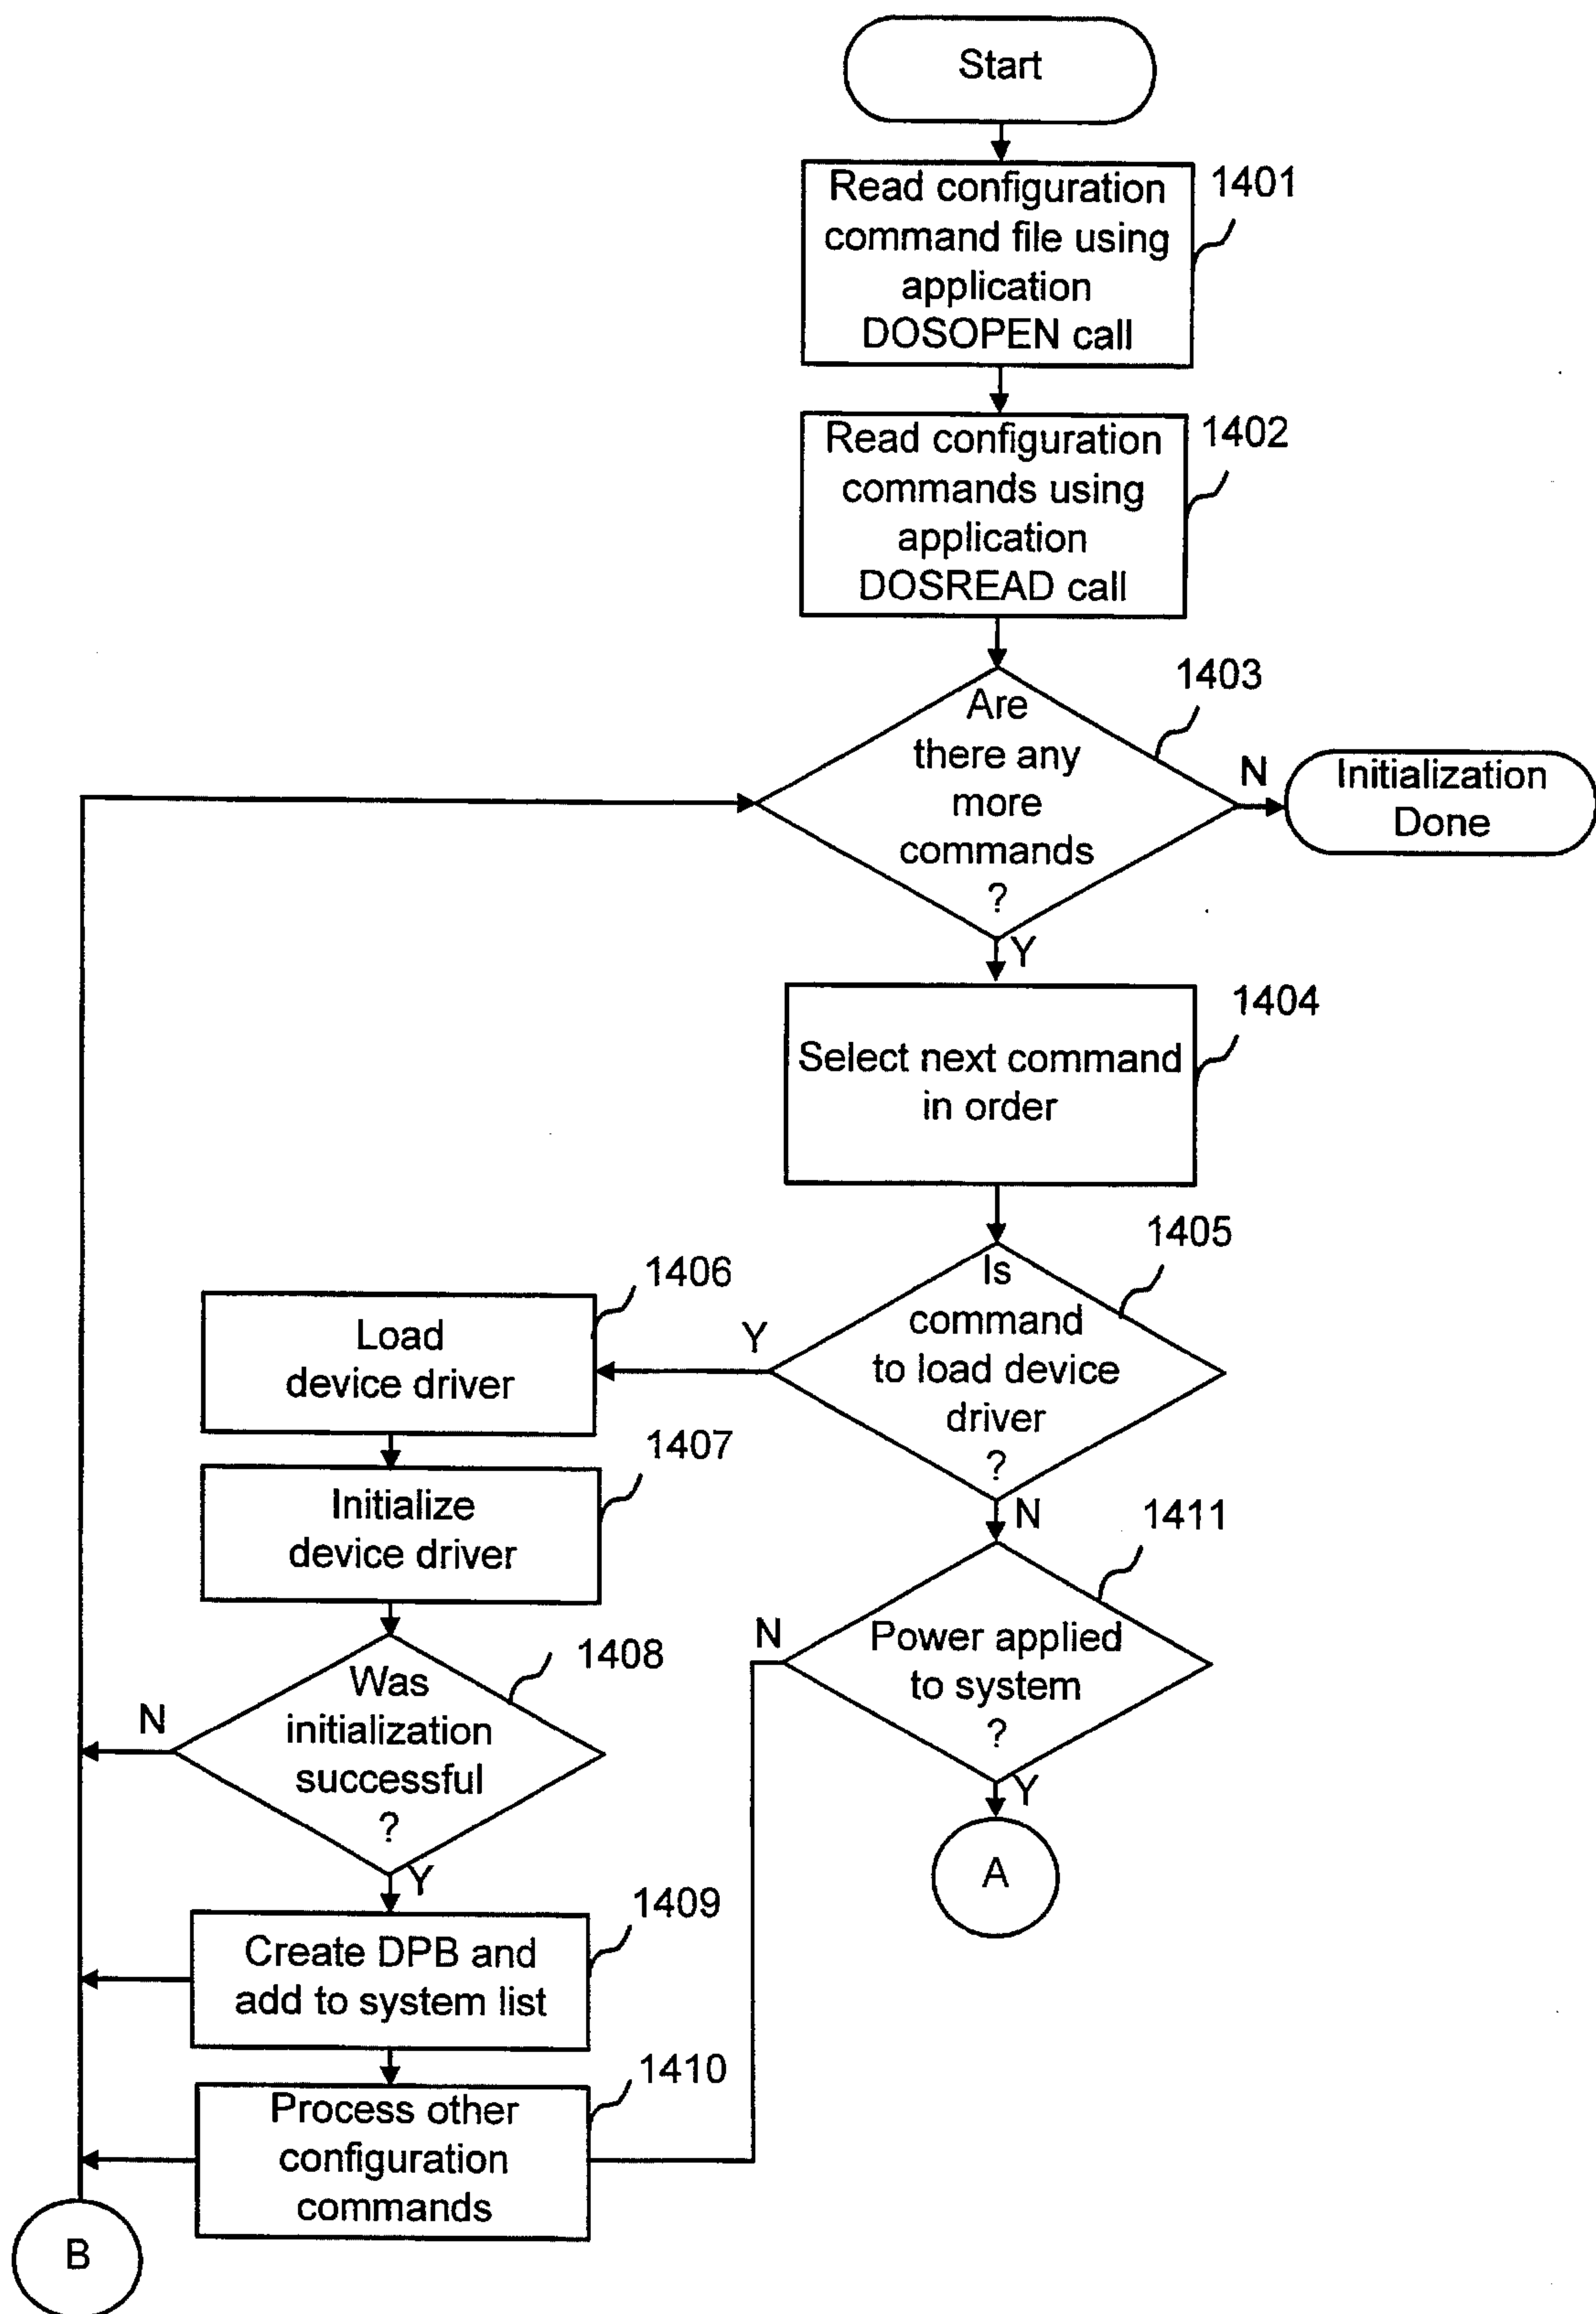 Start
Read configuration
command file using
application
DOSOPEN call
1401
Read configuration
commands using
application
DOSREAD call
1402
Are
there any
more
commands
?
1403
N
Initialization
Done
Y
Select next command
in order
1404
Is
command
to load device
driver
?
1405
Y
Load
device driver
1406
Initialize
device driver
1407
N
Power applied
to system
?
1411
N
Y
A
Was
initialization
successful
?
1408
N
Y
Create DPB and
add to system list
1409
Process other
configuration
commands
1410
B